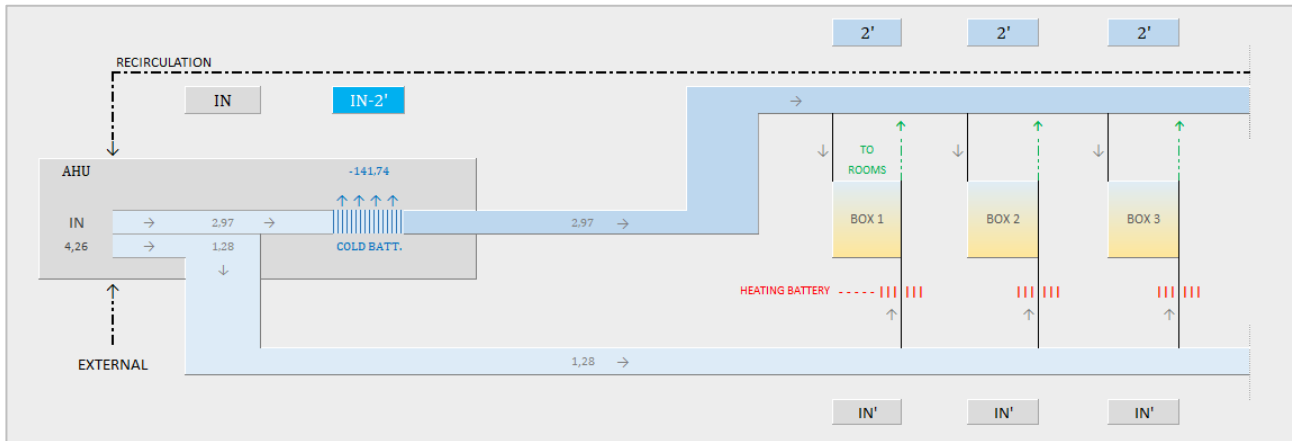 2' 2' 2'
RECIRCULATION
IN IN-2'
AHU -141,74
TO
ROOMS
BOX 1 BOX 2 BOX 3
IN 2,97 2,97
4,26 1,28 COLD BATT.
HEATING BATTERY
EXTERNAL 1,28
IN' IN' IN'